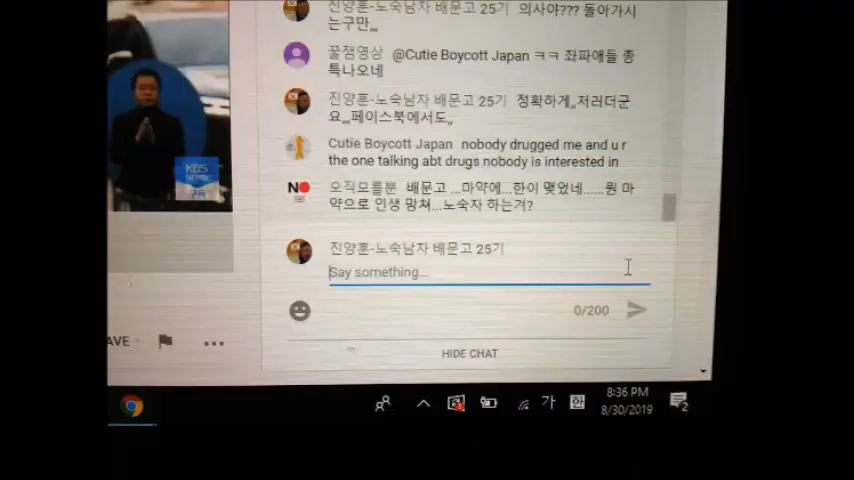 진양훈-노숙남자 배문고 25기 의사야??? 돌아가시
는구만,,,
꿀잼영상 @Cutie Boycott Japan ㅋㅋ 좌파애들 종
특나오네
진양훈-노숙남자 배문고 25기 정확하게,,저러더군
요,,,페이스북에서도,,
Cutie Boycott Japan nobody drugged me and u r
the one talking abt drugs nobody is interested in
오직모를뿐 배문고 ...마약에...한이 맺었네......뭔 마
약으로 인생 망쳐...노숙자 하는겨?
진양훈-노숙남자 배문고 25기
Say something...
0/200
HIDE CHAT
KBS
구독
NO
AVE
가
한
8:36 PM
8/30/2019
2